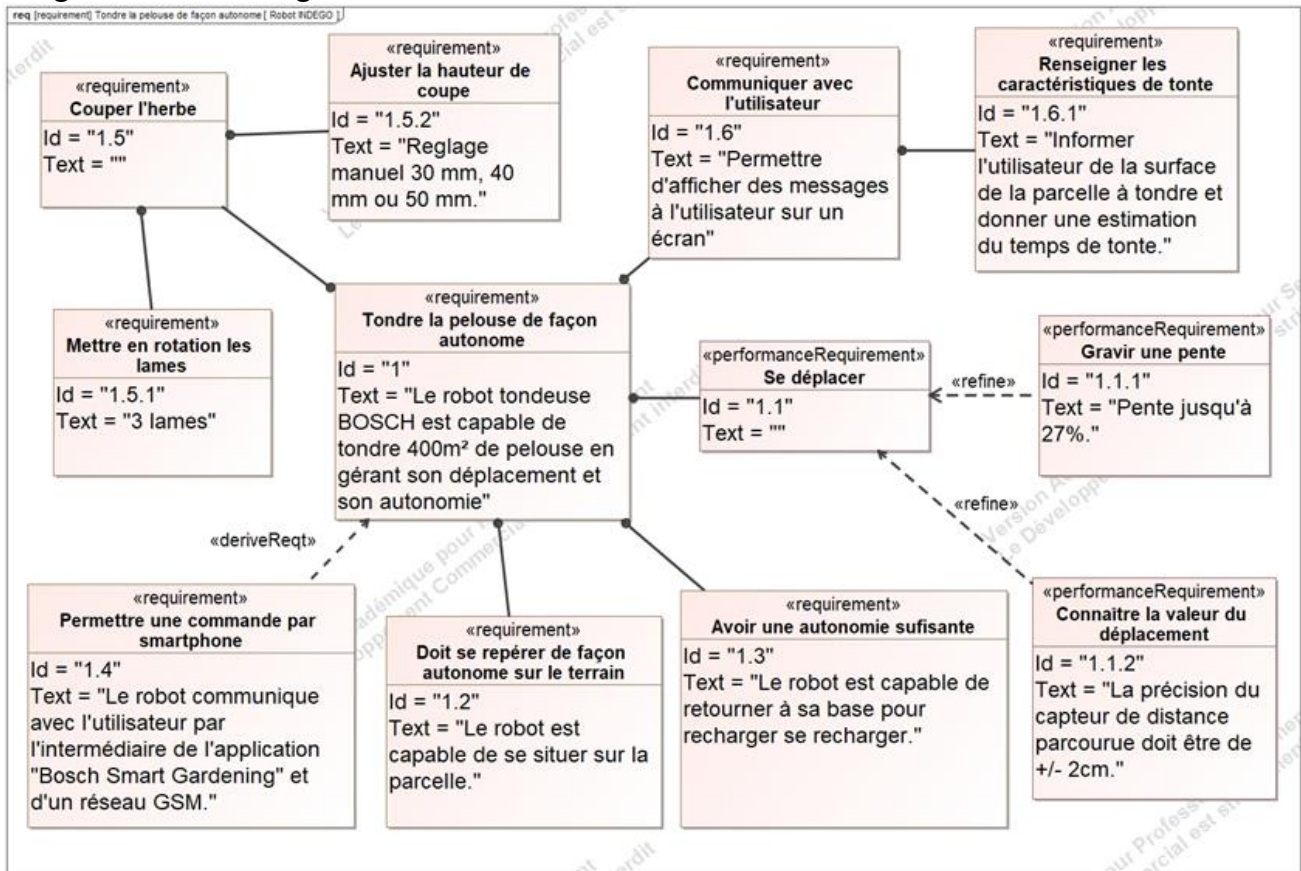 req [requirement] Tondre la pelouse de façon autonome [ Robot INDEGO ]
«requirement»
Couper l'herbe
Id = "1.5"
Text = ""
«requirement»
Ajuster la hauteur de
coupe
Id = "1.5.2"
Text = "Reglage
manuel 30 mm, 40
mm ou 50 mm."
«requirement»
Communiquer avec
l'utilisateur
Id = "1.6"
Text = "Permettre
d'afficher des messages
à l'utilisateur sur un
écran"
«requirement»
Renseigner les
caractéristiques de tonte
Id = "1.6.1"
Text = "Informer
l'utilisateur de la surface
de la parcelle à tondre et
donner une estimation
du temps de tonte."
«requirement»
Mettre en rotation les
lames
Id = "1.5.1"
Text = "3 lames"
«requirement»
Tondre la pelouse de façon
autonome
Id = "1"
Text = "Le robot tondeuse
BOSCH est capable de
tondre 400m² de pelouse en
gérant son déplacement et
son autonomie"
«performanceRequirement»
Se déplacer
Id = "1.1"
Text = ""
«refine»
«performanceRequirement»
Gravir une pente
Id = "1.1.1"
Text = "Pente jusqu'à
27%."
«refine»
«deriveReqt»
«requirement»
Permettre une commande par
smartphone
Id = "1.4"
Text = "Le robot communique
avec l'utilisateur par
l'intermédiaire de l'application
"Bosch Smart Gardening" et
d'un réseau GSM."
«requirement»
Doit se repérer de façon
autonome sur le terrain
Id = "1.2"
Text = "Le robot est
capable de se situer sur la
parcelle."
«requirement»
Avoir une autonomie sufisante
Id = "1.3"
Text = "Le robot est capable de
retourner à sa base pour
recharger se recharger."
«performanceRequirement»
Connaître la valeur du
déplacement
Id = "1.1.2"
Text = "La précision du
capteur de distance
parcourue doit être de
+/- 2cm."